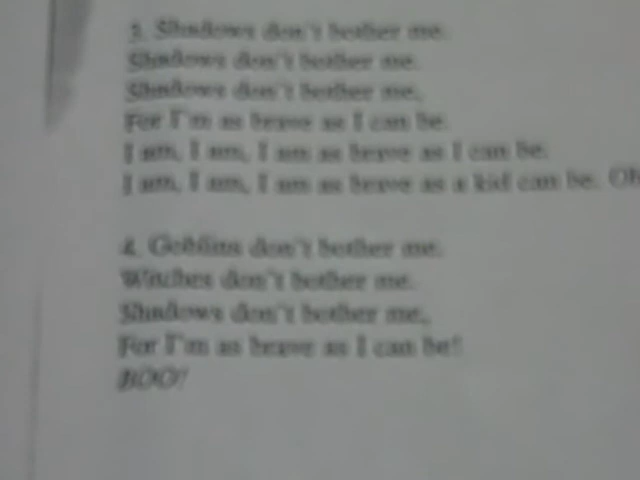 3. Shadows don't bother me.
Shadows don't bother me.
Shadows don't bother me,
For I'm as brave as I can be.
I am, I am, I am as brave as I can be.
I am, I am, I am as brave as a kid can be. Oh
4. Goblins don't bother me.
Witches don't bother me.
Shadows don't bother me,
For I'm as brave as I can be!
BOO!